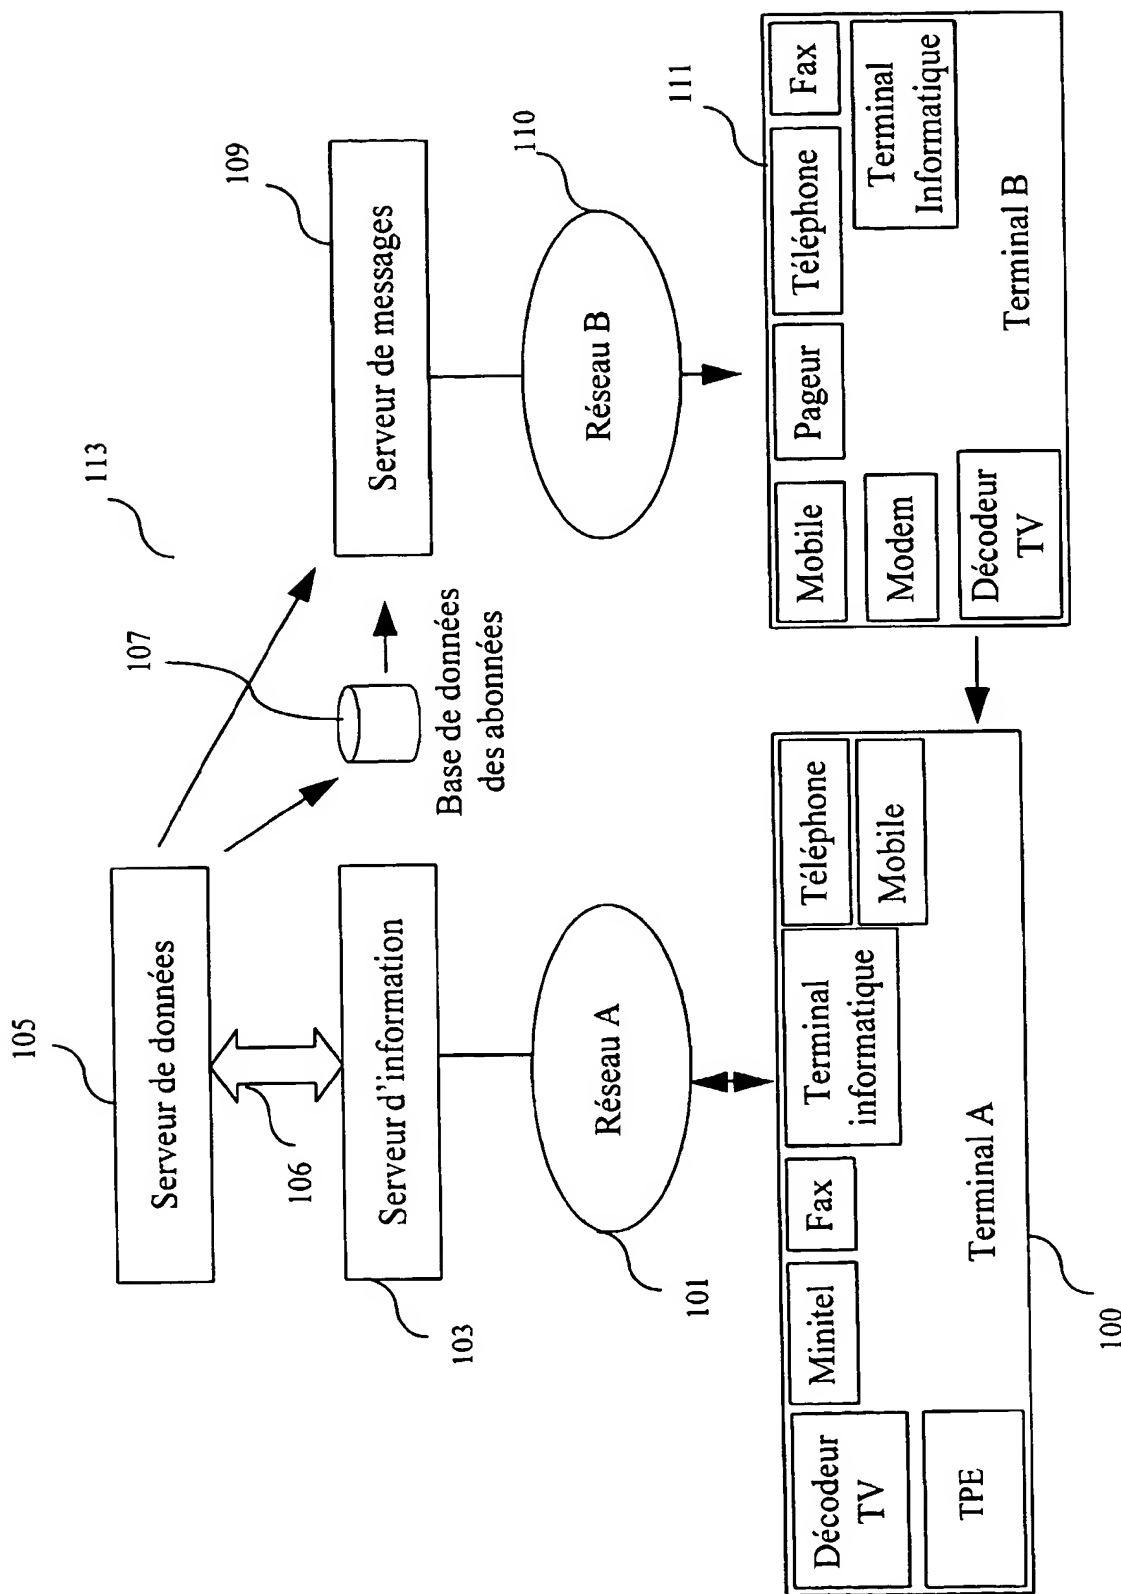 105
Serveur de données
106
103
Serveur d'information
101
Réseau A
100
Décodeur
TV
TPE
Minitel
Fax
Terminal
informatique
Téléphone
Mobile
Terminal A
113
107
Base de données
des abonnées
109
Serveur de messages
110
Réseau B
111
Mobile
Pageur
Téléphone
Fax
Modem
Terminal
Informatique
Décodeur
TV
Terminal B